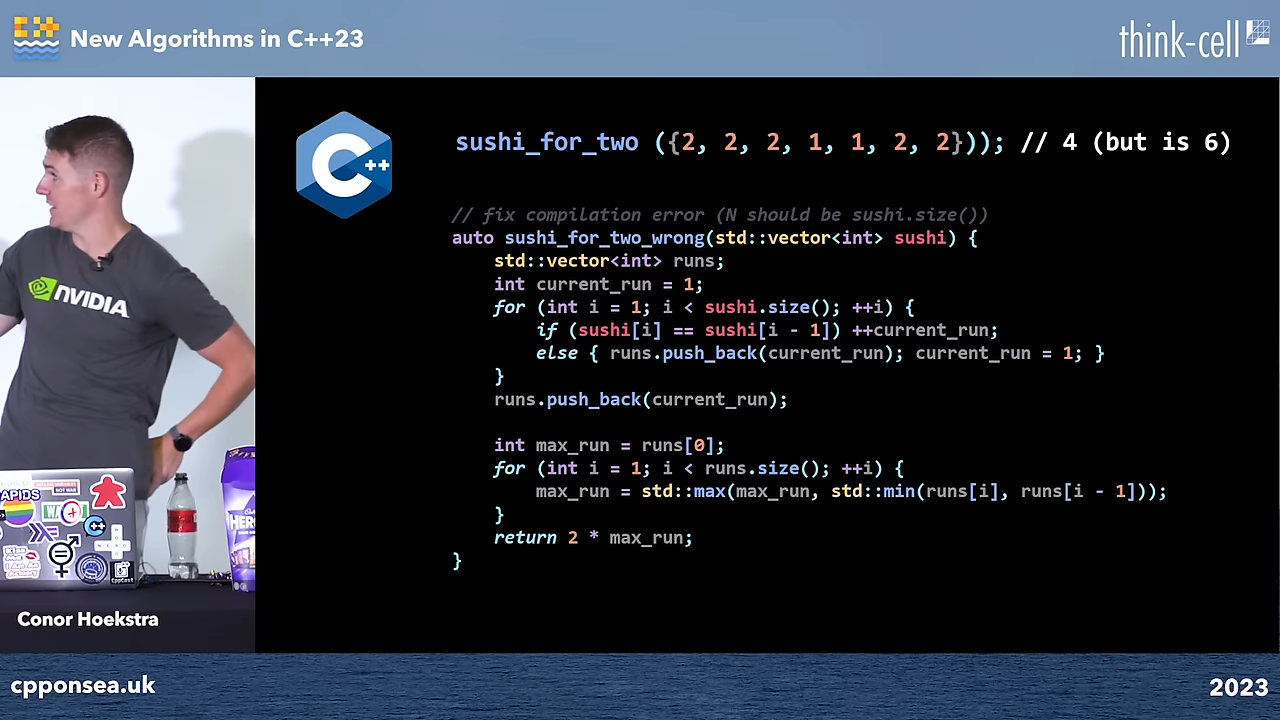 New Algorithms in C++23
think-cell
C++
sushi_for_two ({2, 2, 2, 1, 1, 2, 2})); // 4 (but is 6)
// fix compilation error (N should be sushi.size())
auto sushi_for_two_wrong(std::vector<int> sushi) {
    std::vector<int> runs;
    int current_run = 1;
    for (int i = 1; i < sushi.size(); ++i) {
        if (sushi[i] == sushi[i - 1]) ++current_run;
        else { runs.push_back(current_run); current_run = 1; }
    }
    runs.push_back(current_run);
    int max_run = runs[0];
    for (int i = 1; i < runs.size(); ++i) {
        max_run = std::max(max_run, std::min(runs[i], runs[i - 1]));
    }
    return 2 * max_run;
}
NVIDIA
RAPIDS
C++
CppCast
Conor Hoekstra
cpponsea.uk
2023